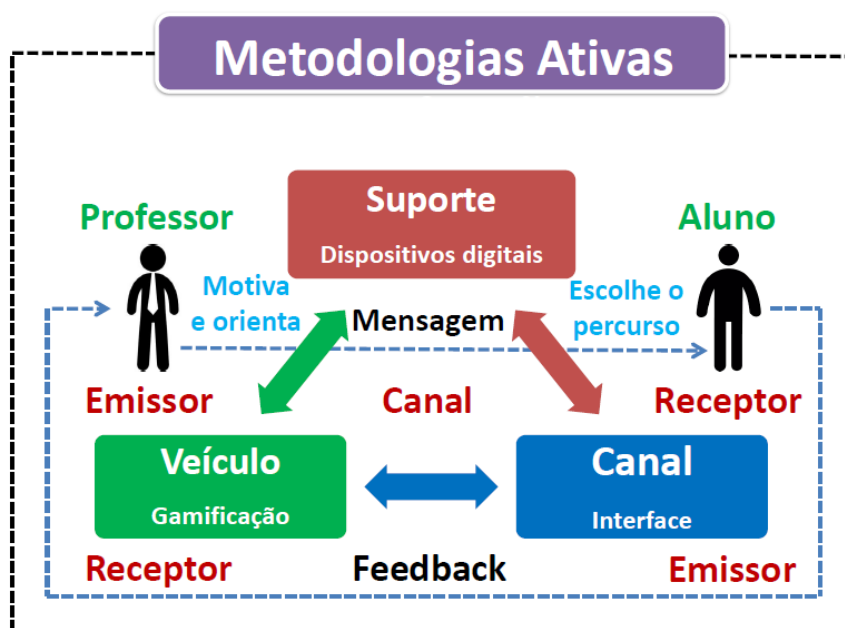 Metodologias Ativas
Suporte
Dispositivos digitais
Professor
Aluno
Motiva
e orienta
Mensagem
Escolhe o
percurso
Emissor
Canal
Receptor
Veículo
Gamificação
Canal
Interface
Receptor
Feedback
Emissor